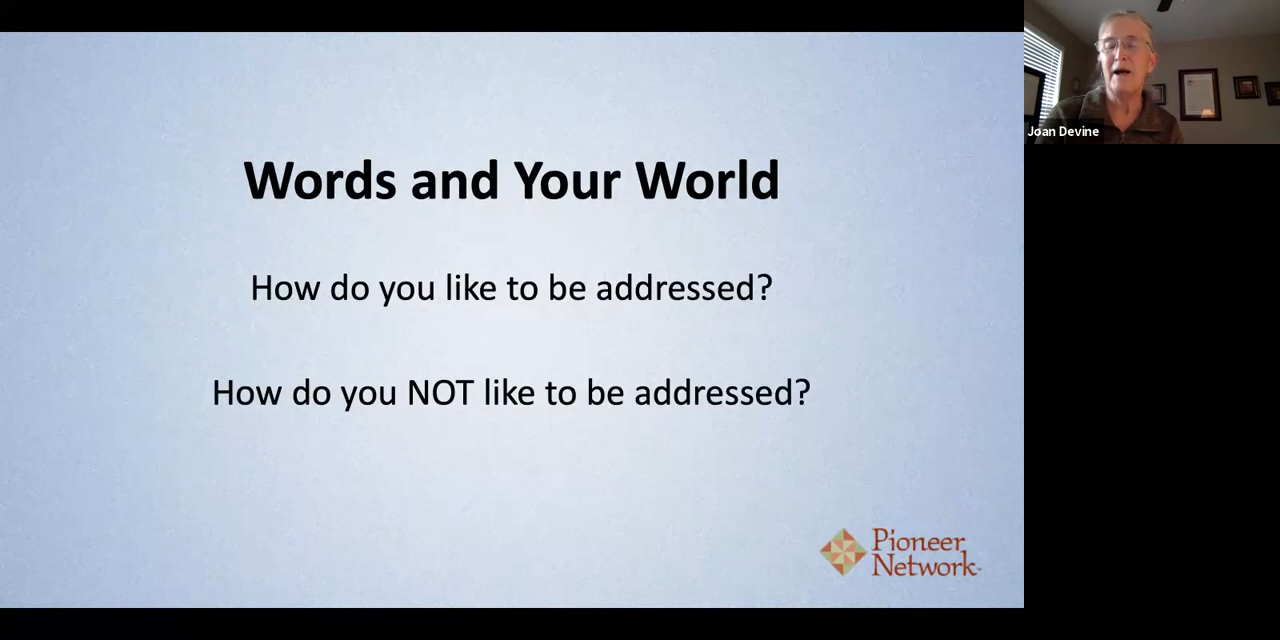 Words and Your World
How do you like to be addressed?
How do you NOT like to be addressed?
Pioneer
Network
Joan Devine